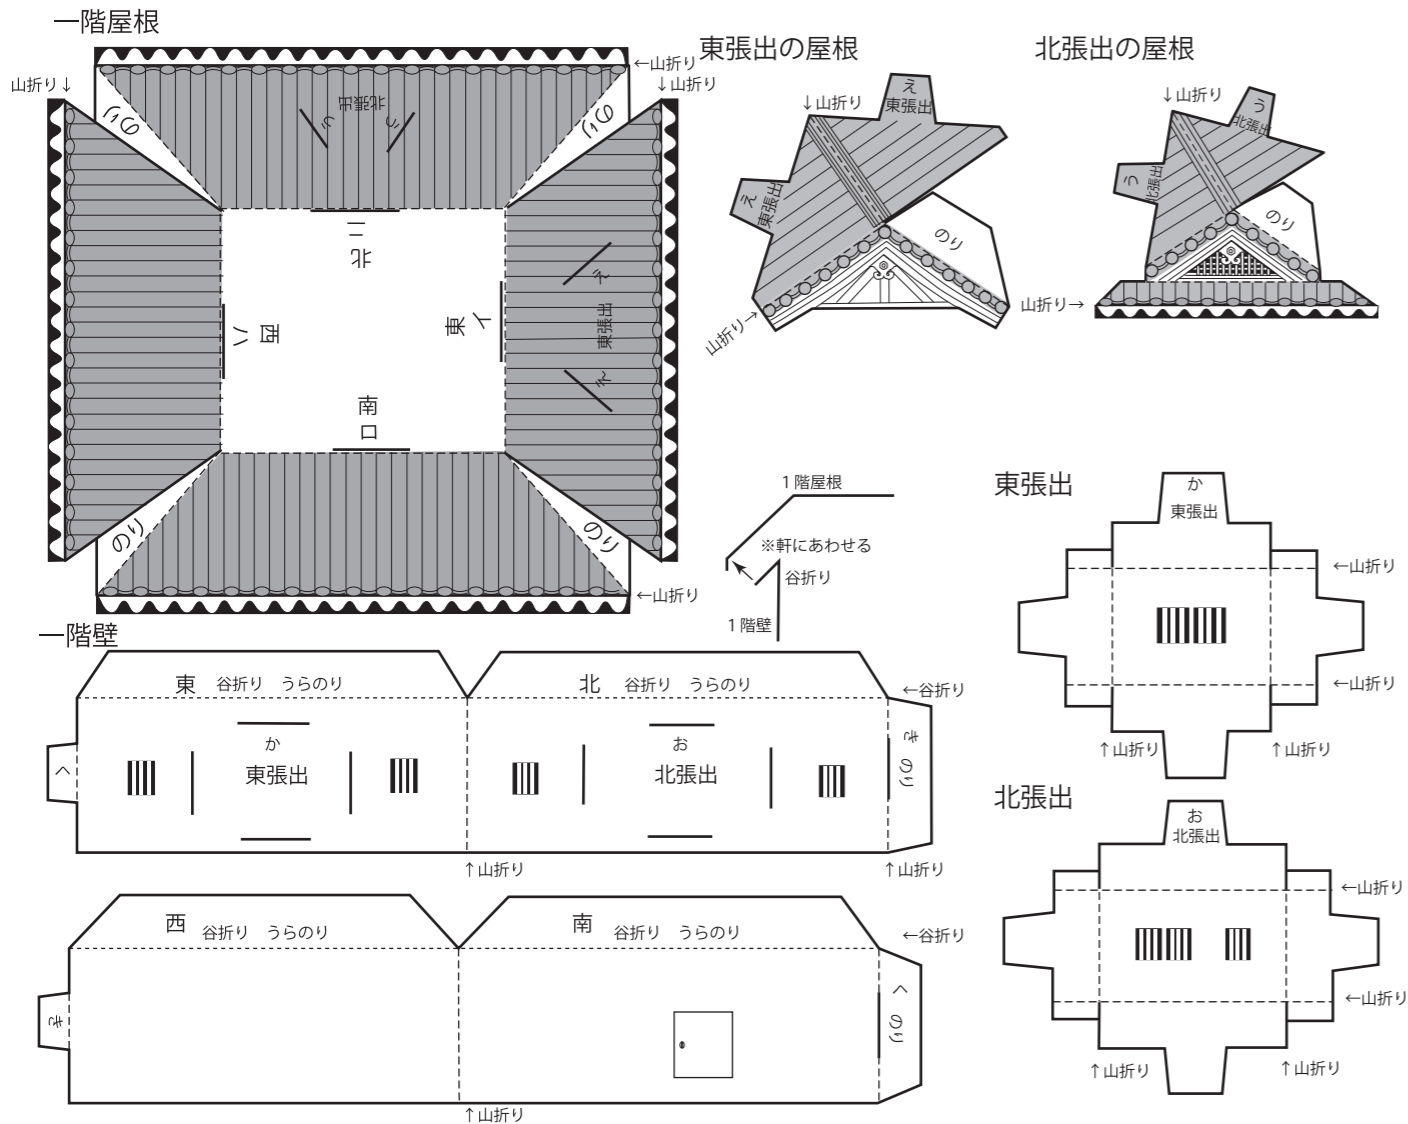 一階屋根
←山折り
山折り↓
↓山折り
のり
北張出
う
う
のり
二
北
え
東張出
え
ハ
西
東
イ
南
ロ
のり
のり
←山折り
東張出の屋根
↓山折り
え
東張出
え
東張出
のり
山折り→
北張出の屋根
↓山折り
う
北張出
う
北張出
のり
山折り→
1階屋根
※軒にあわせる
谷折り
1階壁
一階壁
東 谷折り うらのり
北 谷折り うらのり
←谷折り
へ
か
東張出
お
北張出
き のり
↑山折り
↑山折り
西 谷折り うらのり
南 谷折り うらのり
←谷折り
き
く のり
↑山折り
東張出
か
東張出
←山折り
←山折り
↑山折り
↑山折り
北張出
お
北張出
←山折り
←山折り
↑山折り
↑山折り